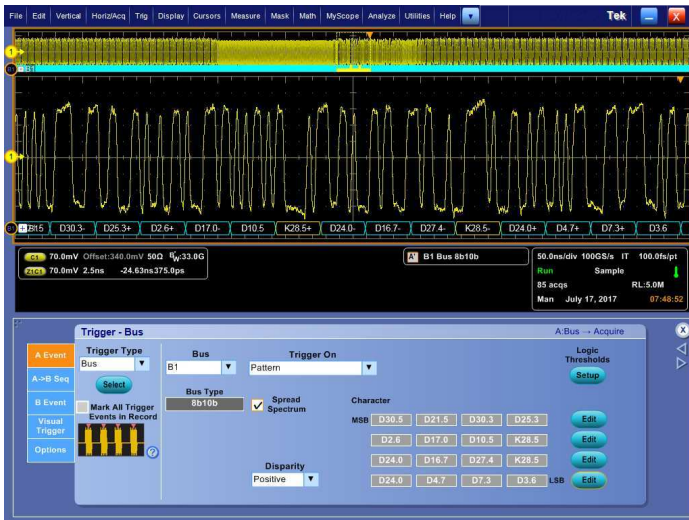 File Edit Vertical Horiz/Acq Trig Display Cursors Measure Mask Math MyScope Analyze Utilities Help Tek X
1
B1
1
B1 D30.3- D25.3+ D2.6+ D17.0- D10.5 K28.5+ D24.0- D16.7- D27.4- K28.5- D24.0+ D4.7+ D7.3+ D3.6
C1 70.0mV Offset:340.0mV 50Ω BW:33.0G
Z1C1 70.0mV 2.5ns -24.63ns 375.0ps
A' B1 Bus 8b10b
50.0ns/div 100GS/s IT 100.0fs/pt
Run Sample
85 acqs RL:5.0M
Man July 17, 2017 07:48:52
Trigger - Bus A:Bus → Acquire X
A Event
A->B Seq
B Event
Visual
Trigger
Options
Trigger Type
Bus
Select
Mark All Trigger
Events in Record
?
Bus
B1
Bus Type
8b10b
Trigger On
Pattern
Spread
Spectrum
Disparity
Positive
Character
MSB D30.5 D21.5 D30.3 D25.3
D2.6 D17.0 D10.5 K28.5
D24.0 D16.7 D27.4 K28.5
D24.0 D4.7 D7.3 D3.6 LSB
Logic
Thresholds
Setup
Edit
Edit
Edit
Edit